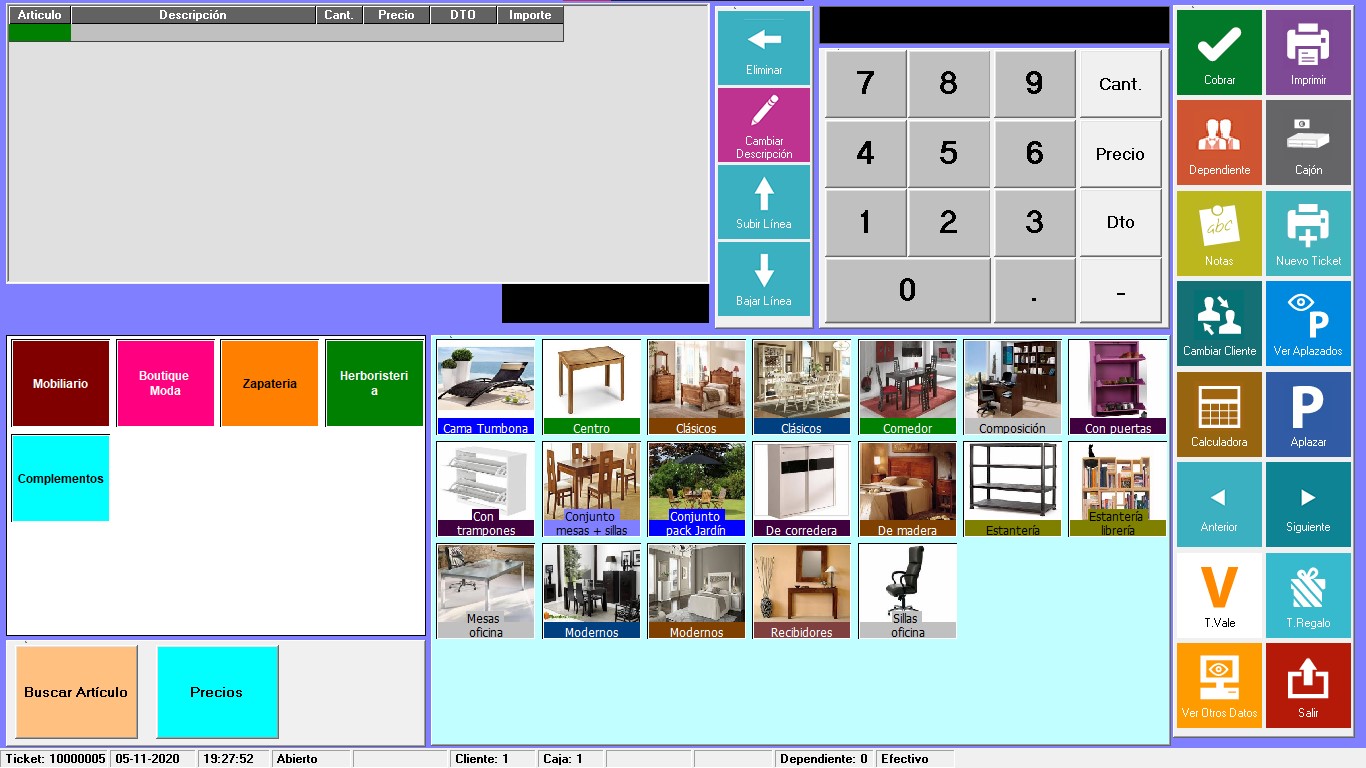 Articulo Descripción Cant. Precio DTO Importe
Eliminar
Cambiar
Descripción
Subir Línea
Bajar Línea
7 8 9 Cant.
4 5 6 Precio
1 2 3 Dto
0 . -
Cobrar Imprimir
Dependiente Cajón
abc
Notas Nuevo Ticket
P
Cambiar Cliente Ver Aplazados
P
Calculadora Aplazar
Anterior Siguiente
V
T.Vale T.Regalo
Ver Otros Datos Salir
Mobiliario
Boutique
Moda
Zapateria
Herboristeri
a
Complementos
Cama Tumbona Centro Clásicos Clásicos Comedor Composición Con puertas
Con
trampones
Conjunto
mesas + sillas
Conjunto
pack Jardín
De corredera De madera Estantería
Estantería
librería
Mesas
oficina
Modernos Modernos Recibidores
Sillas
oficina
Buscar Artículo Precios
Ticket: 10000005 05-11-2020 19:27:52 Abierto Cliente: 1 Caja: 1 Dependiente: 0 Efectivo